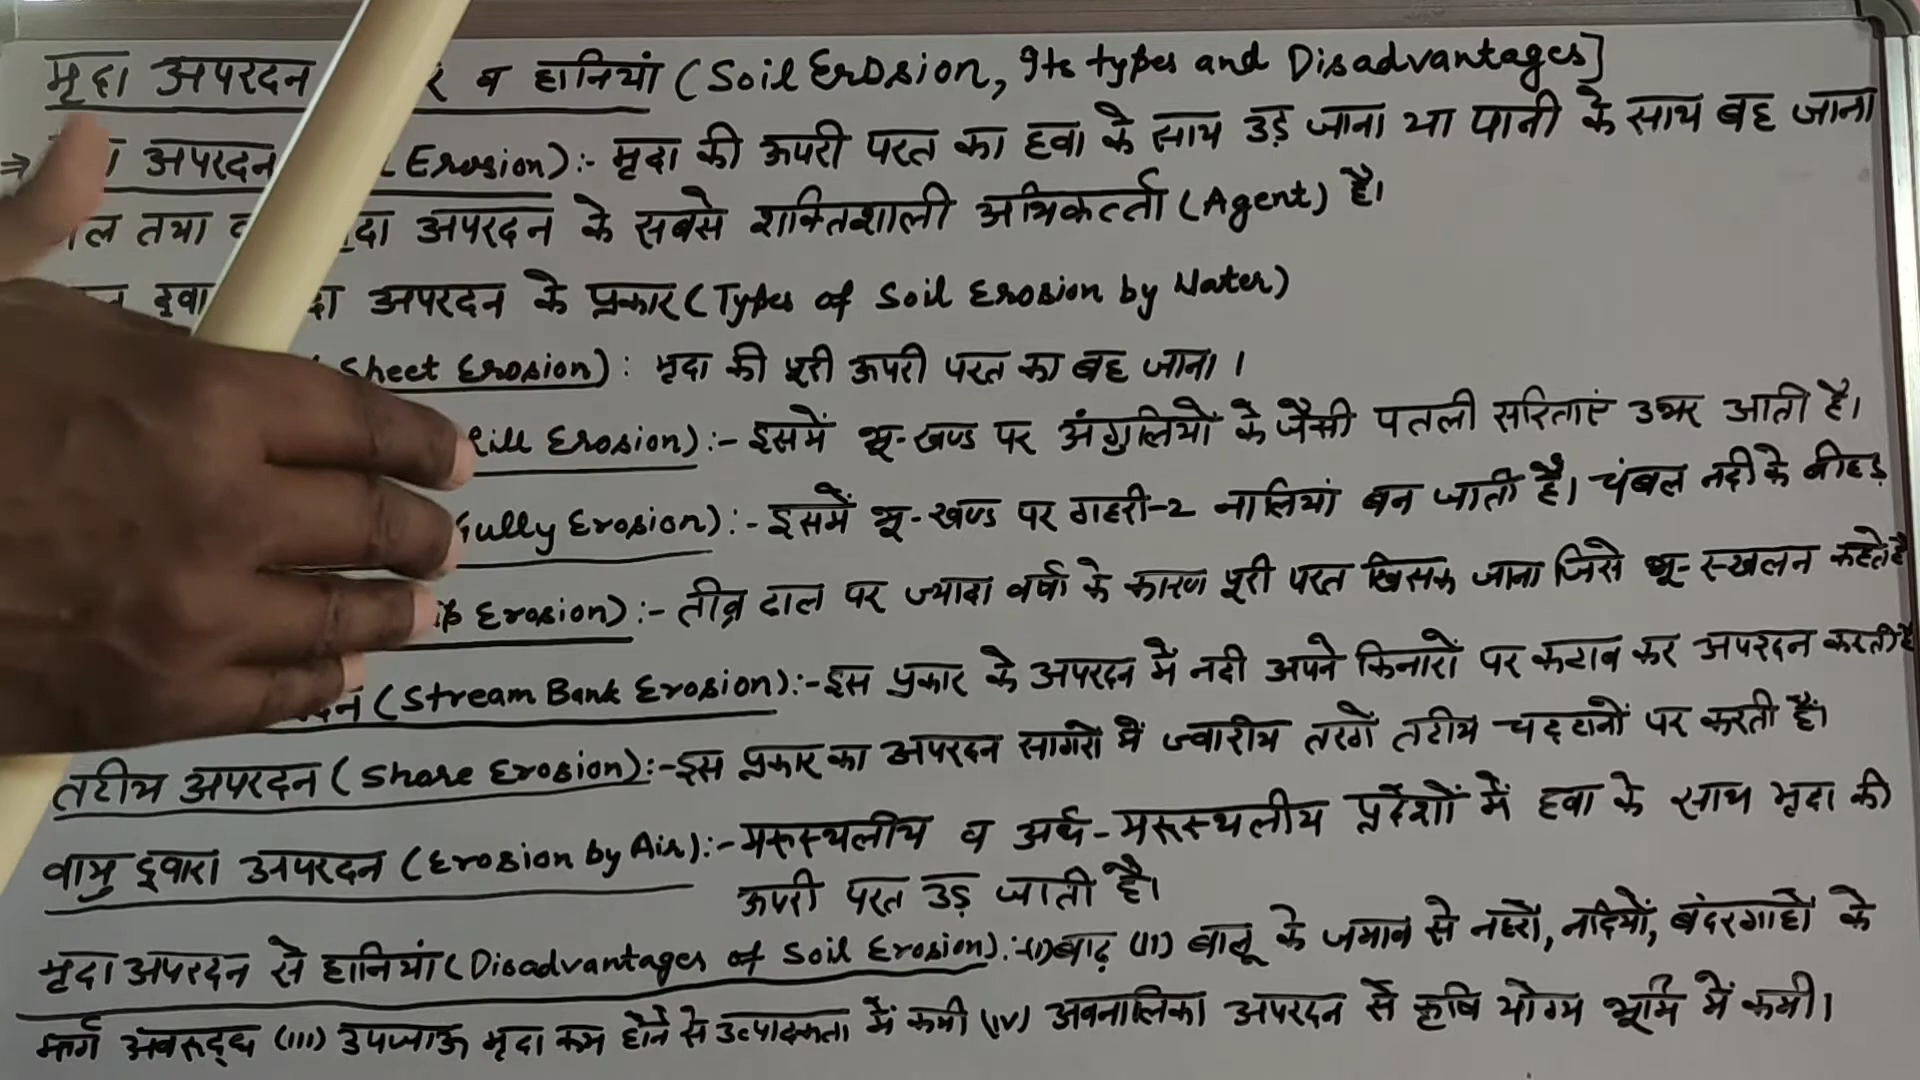 मृदा अपरदन व हानियां (Soil Erosion, Its types and Disadvantages]
⇒ अपरदन Erosion):- मृदा की ऊपरी परत का हवा के साथ उड़ जाना या पानी के साथ बह जाना
तथा अपरदन के सबसे शक्तिशाली अभिकर्त्ता (Agent) है।
अपरदन के प्रकार (Types of Soil Erosion by Water)
Sheet Erosion): मृदा की पूरी ऊपरी परत का बह जाना।
Erosion):- इसमें भू-खण्ड पर अंगुलियों के जैसी पतली सरिताएं उभर आती है।
Erosion):- इसमें भू-खण्ड पर गहरी-2 नालियां बन जाती है। चंबल नदी के बीहड़
Erosion):- तीव्र ढाल पर ज्यादा वर्षा के कारण पूरी परत खिसक जाना जिसे भू-स्खलन कहते है
(Stream Bank Erosion):- इस प्रकार के अपरदन में नदी अपने किनारों पर कटाव कर अपरदन करती है
तटीय अपरदन (Shore Erosion):- इस प्रकार का अपरदन सागरों में ज्वारीय तरंगें तटीय चट्टानों पर करती हैं।
वायु द्वारा अपरदन (Erosion by Air):- मरुस्थलीय व अर्ध-मरुस्थलीय प्रदेशों में हवा के साथ मृदा की
ऊपरी परत उड़ जाती है।
मृदा अपरदन से हानियां (Disadvantages of Soil Erosion):-(i) बाढ़ (ii) बालू के जमाव से नहरों, नदियों, बंदरगाहों के
मार्ग अवरुद्ध (iii) उपजाऊ मृदा कम होने से उत्पादकता में कमी (iv) अवनालिका अपरदन से कृषि योग्य भूमि में कमी।